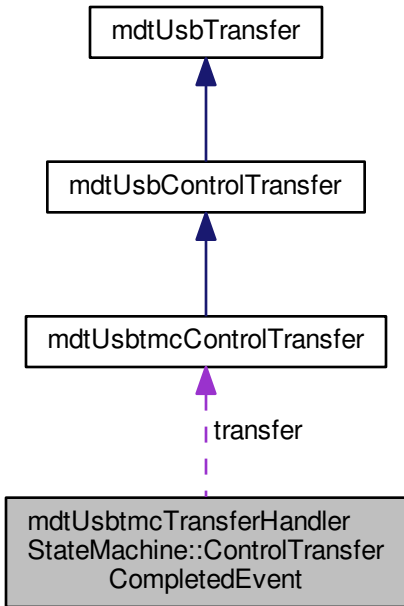 mdtUsbTransfer
mdtUsbControlTransfer
mdtUsbtmcControlTransfer
transfer
mdtUsbtmcTransferHandler
StateMachine::ControlTransfer
CompletedEvent